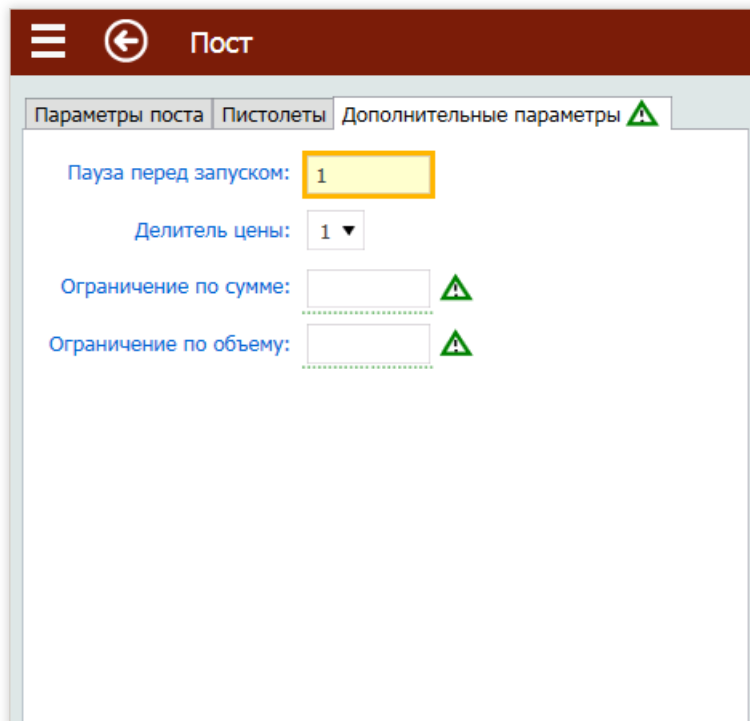 Пост
Параметры поста Пистолеты Дополнительные параметры
Пауза перед запуском: 1
Делитель цены: 1
Ограничение по сумме:
Ограничение по объему: